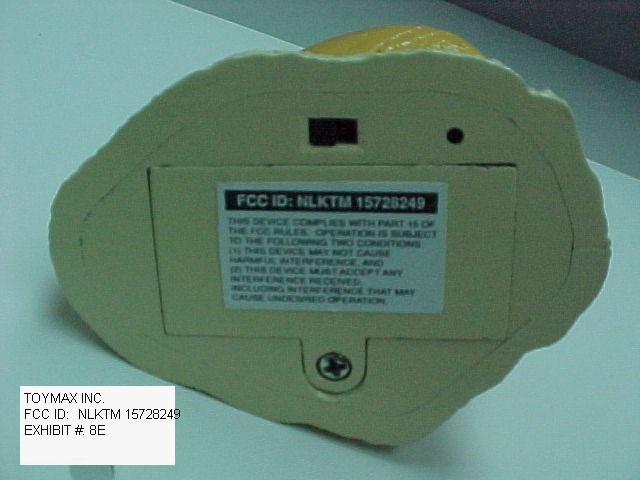 FCC ID: NLKTM 15728249
THIS DEVICE COMPLIES WITH PART 15 OF
THE FCC RULES. OPERATION IS SUBJECT
TO THE FOLLOWING TWO CONDITIONS:
(1) THIS DEVICE MAY NOT CAUSE
HARMFUL INTERFERENCE, AND
(2) THIS DEVICE MUST ACCEPT ANY
INTERFERENCE RECEIVED,
INCLUDING INTERFERENCE THAT MAY
CAUSE UNDESIRED OPERATION.
TOYMAX INC.
FCC ID: NLKTM 15728249
EXHIBIT #: 8E